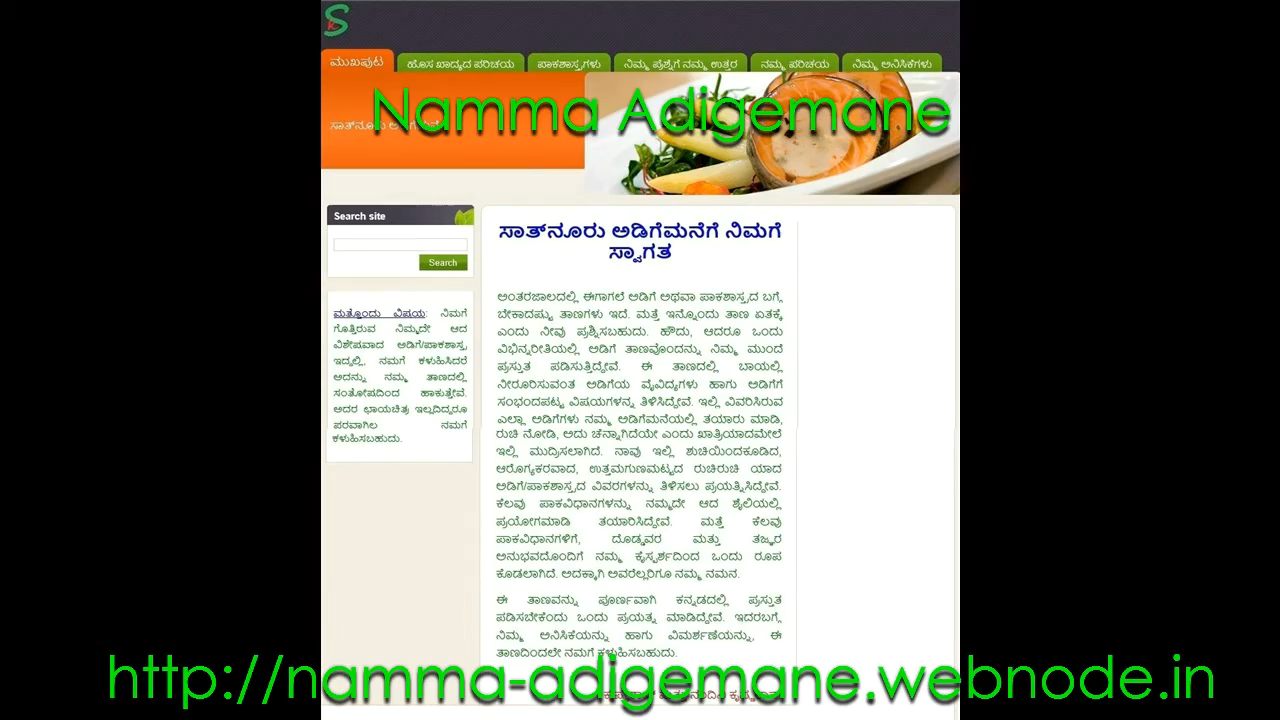 ಮುಖಪುಟ ಹೊಸ ಖಾದ್ಯದ ಪರಿಚಯ ಪಾಕಶಾಸ್ತ್ರಗಳು ನಿಮ್ಮ ಪ್ರಶ್ನೆಗೆ ನಮ್ಮ ಉತ್ತರ ನಮ್ಮ ಪರಿಚಯ ನಿಮ್ಮ ಅನಿಸಿಕೆಗಳು
Namma Adigemane
ಸಾತ್‌ನೂರು
Search site
Search
ಮತ್ತೊಂದು ವಿಷಯ: ನಿಮಗೆ
ಗೊತ್ತಿರುವ ನಿಮ್ಮದೇ ಆದ
ವಿಶೇಷವಾದ ಅಡಿಗೆ/ಪಾಕಶಾಸ್ತ್ರ
ಇದ್ದಲ್ಲಿ, ನಮಗೆ ಕಳುಹಿಸಿದರೆ
ಅದನ್ನು ನಮ್ಮ ತಾಣದಲ್ಲಿ
ಸಂತೋಷದಿಂದ ಹಾಕುತ್ತೇವೆ.
ಅದರ ಛಾಯಚಿತ್ರ ಇಲ್ಲದಿದ್ದರೂ
ಪರವಾಗಿಲ ನಮಗೆ
ಕಳುಹಿಸಬಹುದು.
ಸಾತ್‌ನೂರು ಅಡಿಗೆಮನೆಗೆ ನಿಮಗೆ
ಸ್ವಾಗತ
ಅಂತರಜಾಲದಲ್ಲಿ ಈಗಾಗಲೆ ಅಡಿಗೆ ಅಥವಾ ಪಾಕಶಾಸ್ತ್ರದ ಬಗ್ಗೆ
ಬೇಕಾದಷ್ಟು ತಾಣಗಳು ಇದೆ. ಮತ್ತೆ ಇನ್ನೊಂದು ತಾಣ ಏತಕ್ಕೆ
ಎಂದು ನೀವು ಪ್ರಶ್ನಿಸಬಹುದು. ಹೌದು, ಆದರೂ ಒಂದು
ವಿಭಿನ್ನರೀತಿಯಲ್ಲಿ ಅಡಿಗೆ ತಾಣವೊಂದನ್ನು ನಿಮ್ಮ ಮುಂದೆ
ಪ್ರಸ್ತುತ ಪಡಿಸುತ್ತಿದ್ದೇವೆ. ಈ ತಾಣದಲ್ಲಿ ಬಾಯಲ್ಲಿ
ನೀರೂರಿಸುವಂತ ಅಡಿಗೆಯ ವೈವಿದ್ಯಗಳು ಹಾಗು ಅಡಿಗೆಗೆ
ಸಂಭಂದಪಟ್ಟ ವಿಷಯಗಳನ್ನ ತಿಳಿಸಿದ್ದೇವೆ. ಇಲ್ಲಿ ವಿವರಿಸಿರುವ
ಎಲ್ಲಾ ಅಡಿಗೆಗಳು ನಮ್ಮ ಅಡಿಗೆಮನೆಯಲ್ಲಿ ತಯಾರು ಮಾಡಿ,
ರುಚಿ ನೋಡಿ, ಅದು ಚೆನ್ನಾಗಿದೆಯೇ ಎಂದು ಖಾತ್ರಿಯಾದಮೇಲೆ
ಇಲ್ಲಿ ಮುದ್ರಿಸಲಾಗಿದೆ. ನಾವು ಇಲ್ಲಿ ಶುಚಿಯಿಂದಕೂಡಿದ,
ಆರೋಗ್ಯಕರವಾದ, ಉತ್ತಮಗುಣಮಟ್ಟದ ರುಚಿರುಚಿ ಯಾದ
ಅಡಿಗೆ/ಪಾಕಶಾಸ್ತ್ರದ ವಿವರಗಳನ್ನು ತಿಳಿಸಲು ಪ್ರಯತ್ನಿಸಿದ್ದೇವೆ.
ಕೆಲವು ಪಾಕವಿಧಾನಗಳನ್ನು ನಮ್ಮದೇ ಆದ ಶೈಲಿಯಲ್ಲಿ
ಪ್ರಯೋಗಮಾಡಿ ತಯಾರಿಸಿದ್ದೇವೆ. ಮತ್ತೆ ಕೆಲವು
ಪಾಕವಿಧಾನಗಳಿಗೆ, ದೊಡ್ಡವರ ಮತ್ತು ತಜ್ಞರ
ಅನುಭವದೊಂದಿಗೆ ನಮ್ಮ ಕೈಸ್ಪರ್ಶದಿಂದ ಒಂದು ರೂಪ
ಕೊಡಲಾಗಿದೆ. ಅದಕ್ಕಾಗಿ ಅವರೆಲ್ಲರಿಗೂ ನಮ್ಮ ನಮನ.
ಈ ತಾಣವನ್ನು ಪೂರ್ಣವಾಗಿ ಕನ್ನಡದಲ್ಲಿ ಪ್ರಸ್ತುತ
ಪಡಿಸಬೇಕೆಂದು ಒಂದು ಪ್ರಯತ್ನ ಮಾಡಿದ್ದೇವೆ. ಇದರಬಗ್ಗೆ
ನಿಮ್ಮ ಅನಿಸಿಕೆಯನ್ನು ಹಾಗು ವಿಮರ್ಶಣೆಯನ್ನು, ಈ
ತಾಣದಿಂದಲೇ ನಮಗೆ ಕಳುಹಿಸಬಹುದು.
http://namma-adigemane.webnode.in